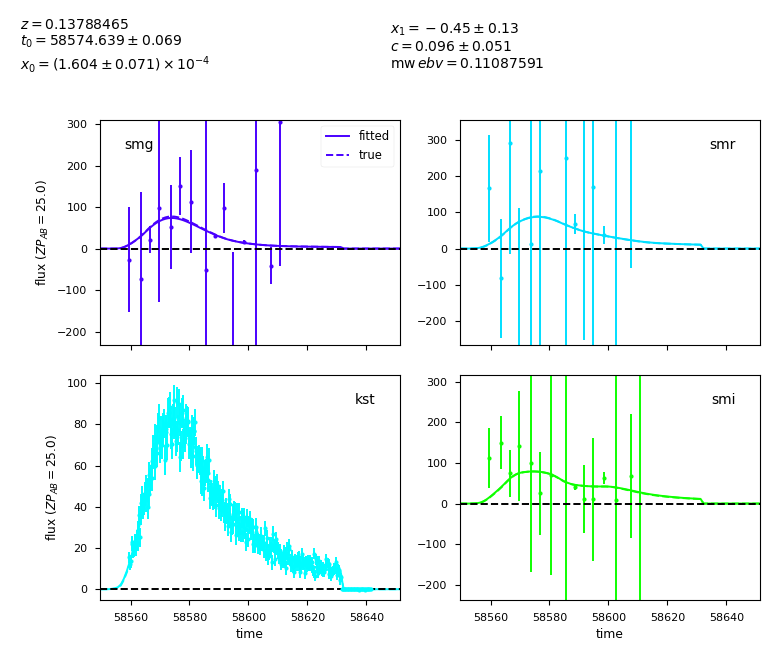 z = 0.13788465
t₀ = 58574.639 ± 0.069
x₀ = (1.604 ± 0.071) × 10⁻⁴
x₁ = −0.45 ± 0.13
c = 0.096 ± 0.051
mw ebv = 0.11087591
flux (ZP_AB = 25.0)
300
200
100
0
−100
−200
smg
fitted
true
300
200
100
0
−100
−200
smr
flux (ZP_AB = 25.0)
100
80
60
40
20
0
kst
58560
58580
58600
58620
58640
time
300
200
100
0
−100
−200
smi
58560
58580
58600
58620
58640
time